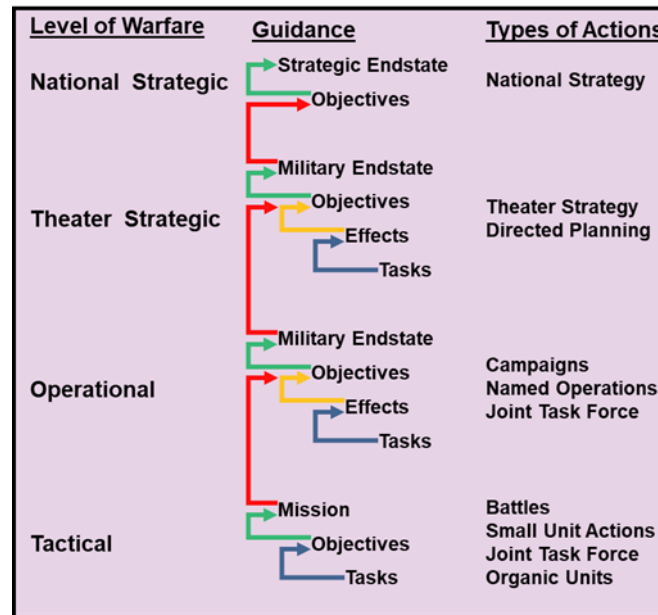 Level of Warfare Guidance Types of Actions
National Strategic Strategic Endstate National Strategy
Objectives
Military Endstate
Theater Strategic Objectives Theater Strategy
Effects Directed Planning
Tasks
Military Endstate
Operational Objectives Campaigns
Effects Named Operations
Tasks Joint Task Force
Mission Battles
Tactical Objectives Small Unit Actions
Tasks Joint Task Force
Organic Units